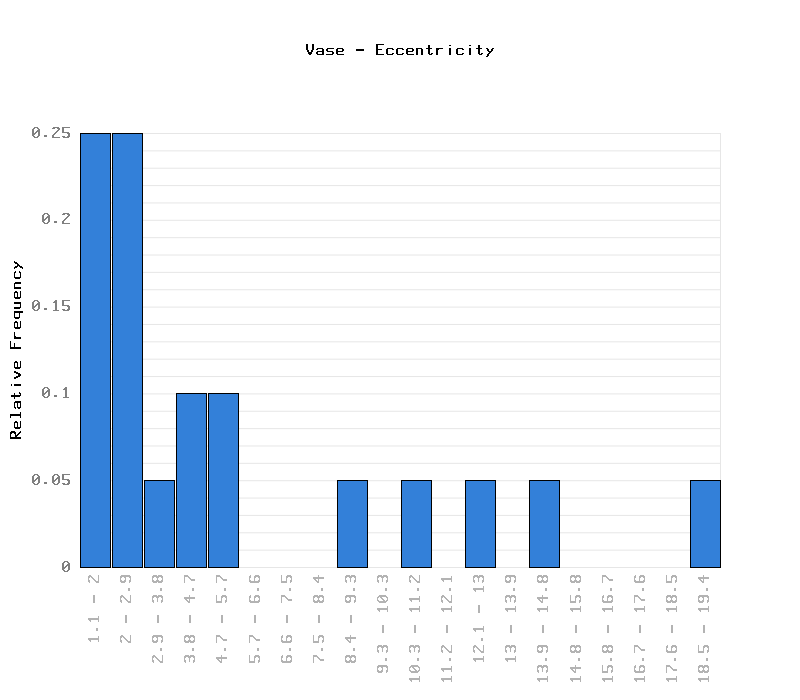 Vase - Eccentricity
Relative Frequency
0.25
0.2
0.15
0.1
0.05
0
1.1 - 2
2 - 2.9
2.9 - 3.8
3.8 - 4.7
4.7 - 5.7
5.7 - 6.6
6.6 - 7.5
7.5 - 8.4
8.4 - 9.3
9.3 - 10.3
10.3 - 11.2
11.2 - 12.1
12.1 - 13
13 - 13.9
13.9 - 14.8
14.8 - 15.8
15.8 - 16.7
16.7 - 17.6
17.6 - 18.5
18.5 - 19.4